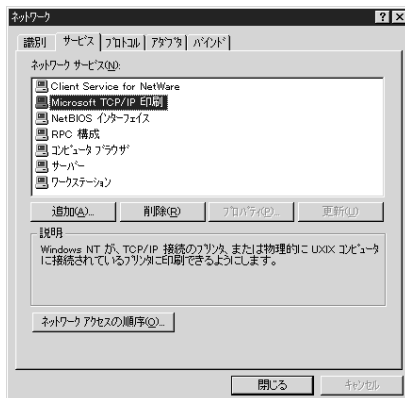 ネットワーク
識別 サービス プロトコル アダプタ バインド
ネットワーク サービス(N):
Client Service for NetWare
Microsoft TCP/IP 印刷
NetBIOS インターフェイス
RPC 構成
コンピュータ ブラウザ
サーバー
ワークステーション
追加(A)... 削除(R) プロパティ(P)... 更新(U)
説明
Windows NT が、TCP/IP 接続のプリンタ、または物理的に UXIX コンピュータ
に接続されているプリンタに印刷できるようにします。
ネットワーク アクセスの順序(O)...
閉じる キャンセル